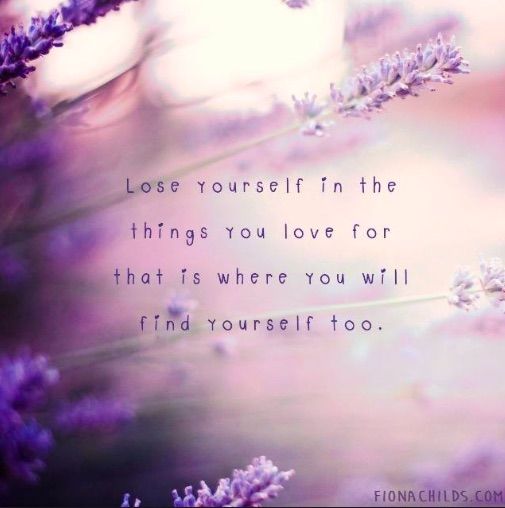 Lose yourself in the
things you love for
that is where you will
find yourself too.
FIONACHILDS.COM